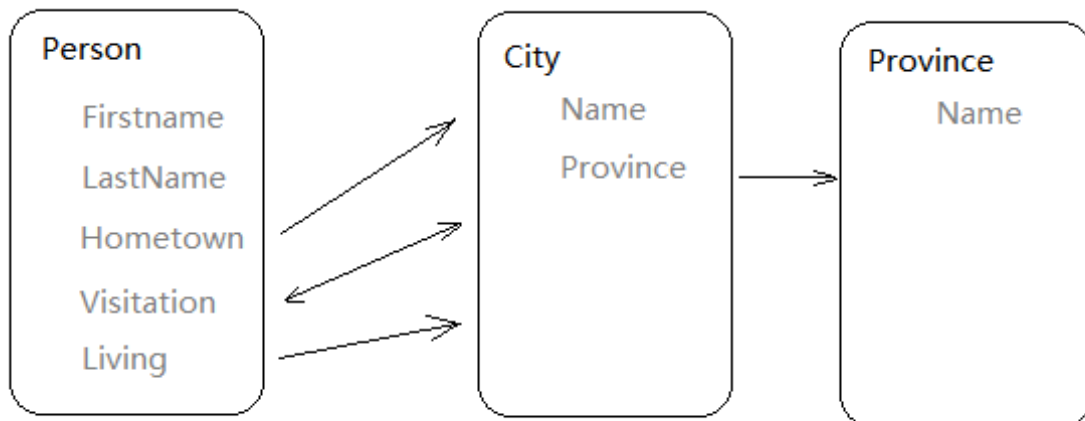 Person
Firstname
LastName
Hometown
Visitation
Living
City
Name
Province
Province
Name